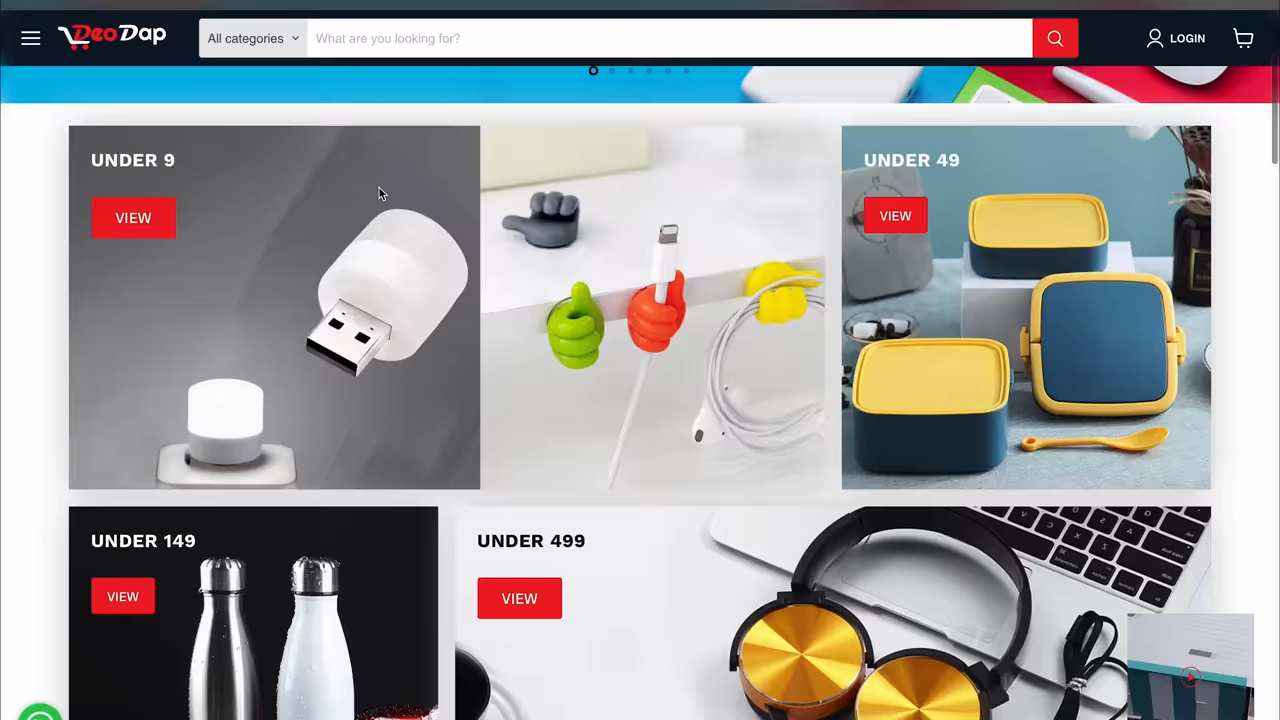 DeoDap
All categories
What are you looking for?
LOGIN
UNDER 9
VIEW
UNDER 49
VIEW
UNDER 149
VIEW
UNDER 499
VIEW